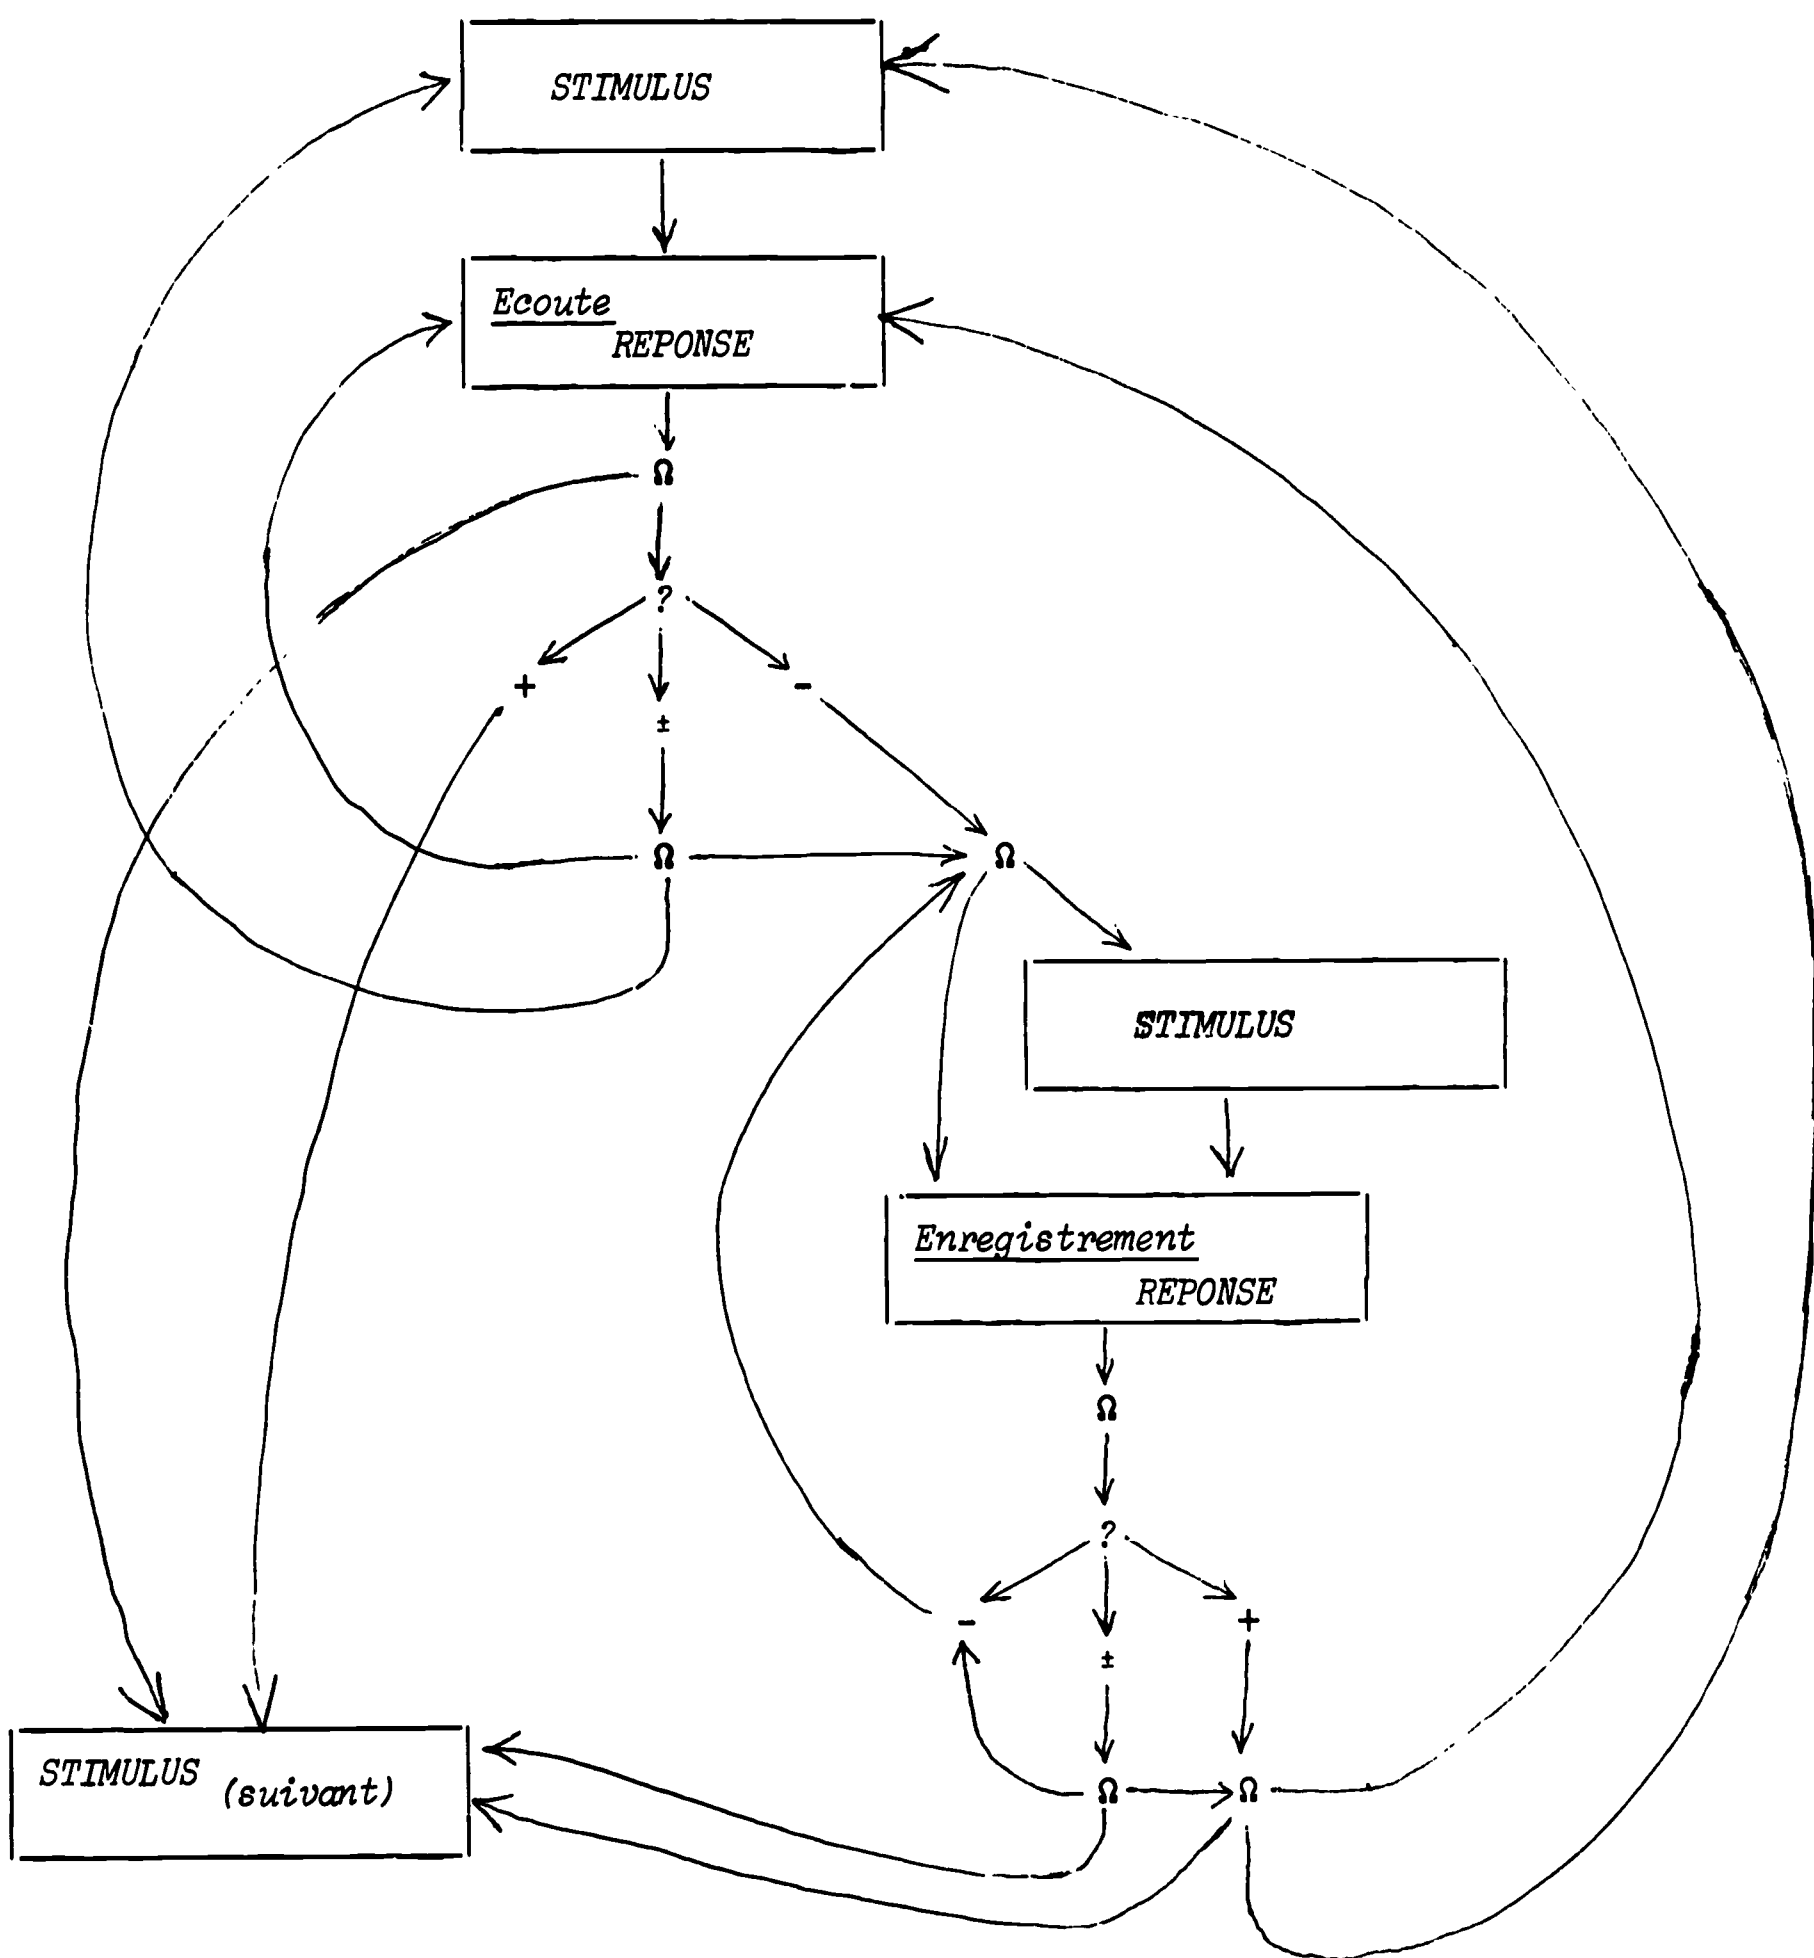 STIMULUS
Ecoute
REPONSE
Ω
?
+
-
±
Ω
Ω
STIMULUS
Enregistrement
REPONSE
Ω
?
-
+
±
Ω
Ω
STIMULUS (suivant)